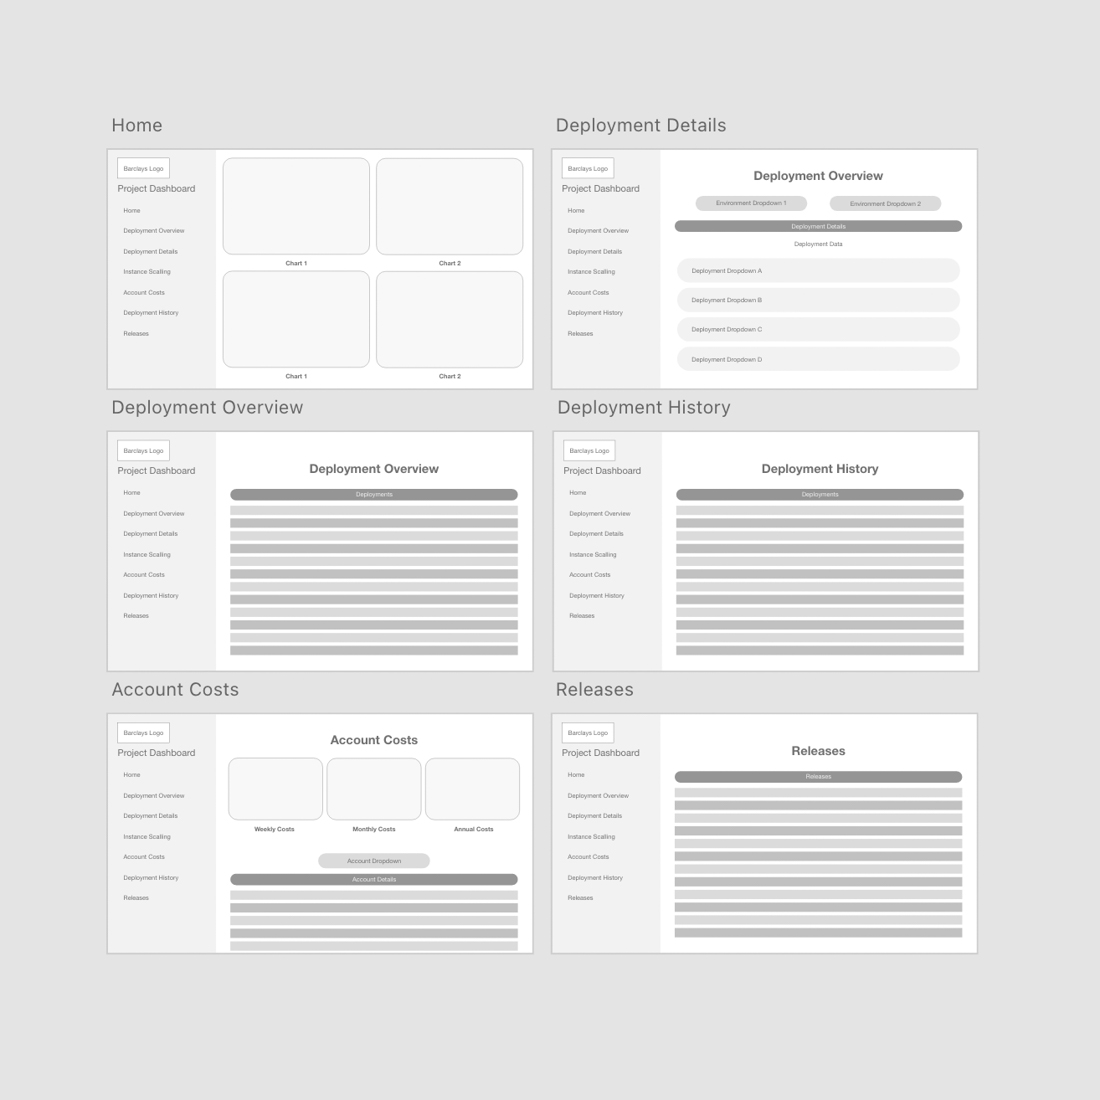 Home
Barclays Logo
Project Dashboard
Home
Deployment Overview
Deployment Details
Instance Scalling
Account Costs
Deployment History
Releases
Chart 1
Chart 2
Chart 1
Chart 2
Deployment Details
Barclays Logo
Project Dashboard
Home
Deployment Overview
Deployment Details
Instance Scalling
Account Costs
Deployment History
Releases
Deployment Overview
Environment Dropdown 1
Environment Dropdown 2
Deployment Details
Deployment Data
Deployment Dropdown A
Deployment Dropdown B
Deployment Dropdown C
Deployment Dropdown D
Deployment Overview
Barclays Logo
Project Dashboard
Home
Deployment Overview
Deployment Details
Instance Scalling
Account Costs
Deployment History
Releases
Deployment Overview
Deployments
Deployment History
Barclays Logo
Project Dashboard
Home
Deployment Overview
Deployment Details
Instance Scalling
Account Costs
Deployment History
Releases
Deployment History
Deployments
Account Costs
Barclays Logo
Project Dashboard
Home
Deployment Overview
Deployment Details
Instance Scalling
Account Costs
Deployment History
Releases
Account Costs
Weekly Costs
Monthly Costs
Annual Costs
Account Dropdown
Account Details
Releases
Barclays Logo
Project Dashboard
Home
Deployment Overview
Deployment Details
Instance Scalling
Account Costs
Deployment History
Releases
Releases
Releases